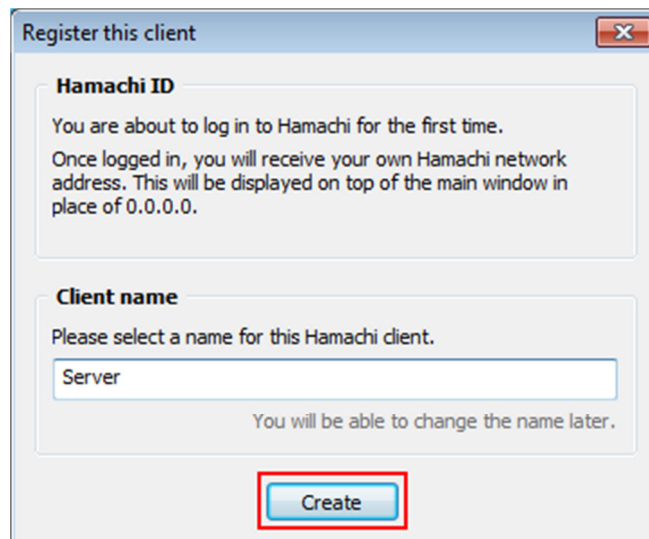 Register this client
Hamachi ID
You are about to log in to Hamachi for the first time.
Once logged in, you will receive your own Hamachi network
address. This will be displayed on top of the main window in
place of 0.0.0.0.
Client name
Please select a name for this Hamachi client.
Server
You will be able to change the name later.
Create